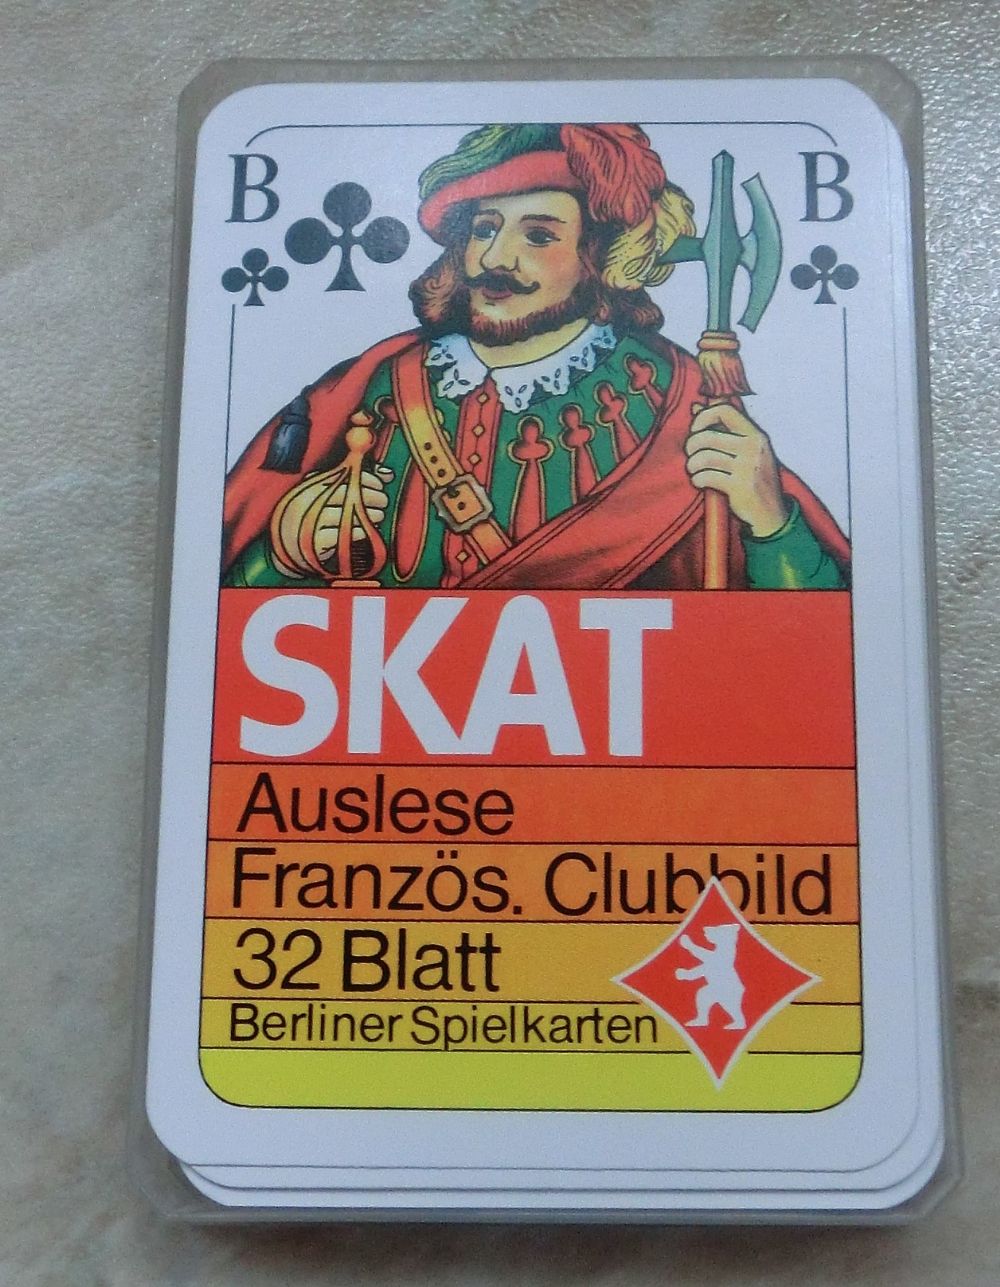 B B
SKAT
Auslese
Französ. Clubbild
32 Blatt
Berliner Spielkarten